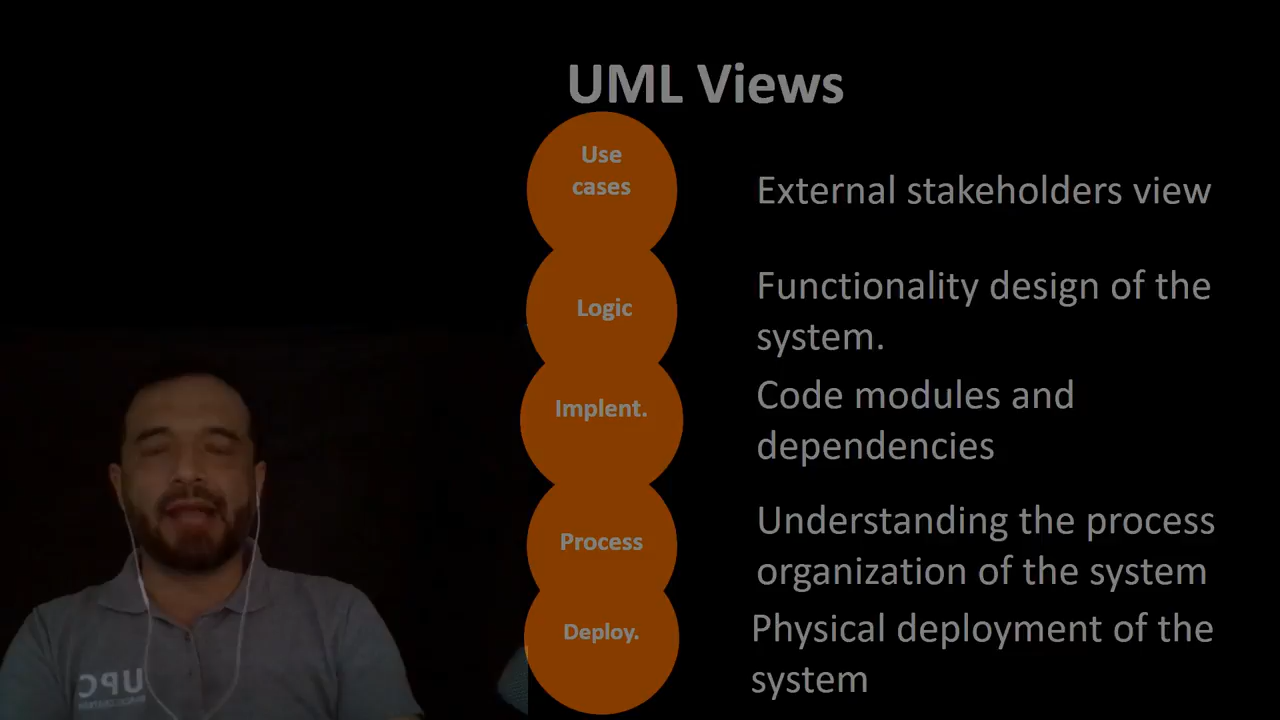 UML Views
Use
cases
External stakeholders view
Logic
Functionality design of the
system.
Implent.
Code modules and
dependencies
Process
Understanding the process
organization of the system
Deploy.
Physical deployment of the
system
UPC